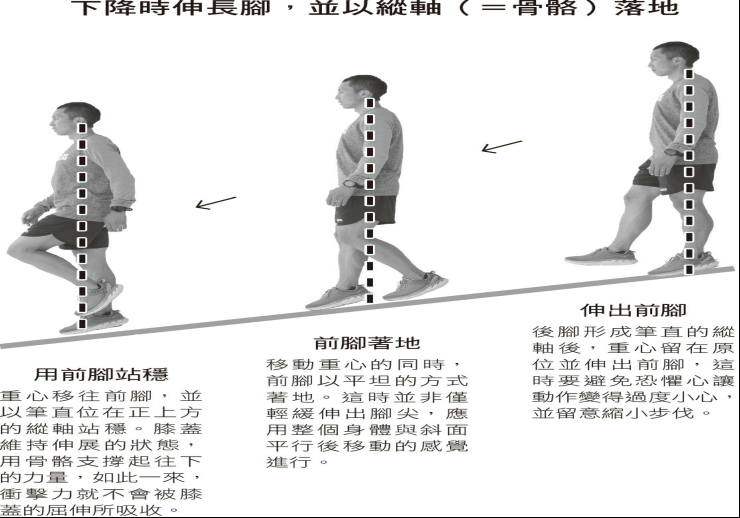 下降時伸長腳，並以縱軸（＝骨骼）落地
伸出前腳
後腳形成筆直的縱
軸後，重心留在原
位並伸出前腳，這
時要避免恐懼心讓
動作變得過度小心，
並留意縮小步伐。
前腳著地
移動重心的同時，
前腳以平坦的方式
著地。這時並非僅
輕緩伸出腳尖，應
用整個身體與斜面
平行後移動的感覺
進行。
用前腳站穩
重心移往前腳，並
以筆直位在正上方
的縱軸站穩。膝蓋
維持伸展的狀態，
用骨骼支撐起往下
的力量，如此一來，
衝擊力就不會被膝
蓋的屈伸所吸收。